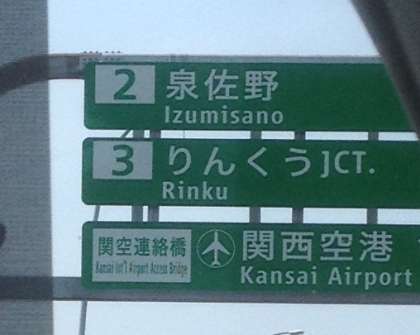 2 泉佐野
Izumisano
3 りんくうJCT.
Rinku
関空連絡橋
Kansai Int'l Airport Access Bridge
関西空港
Kansai Airport